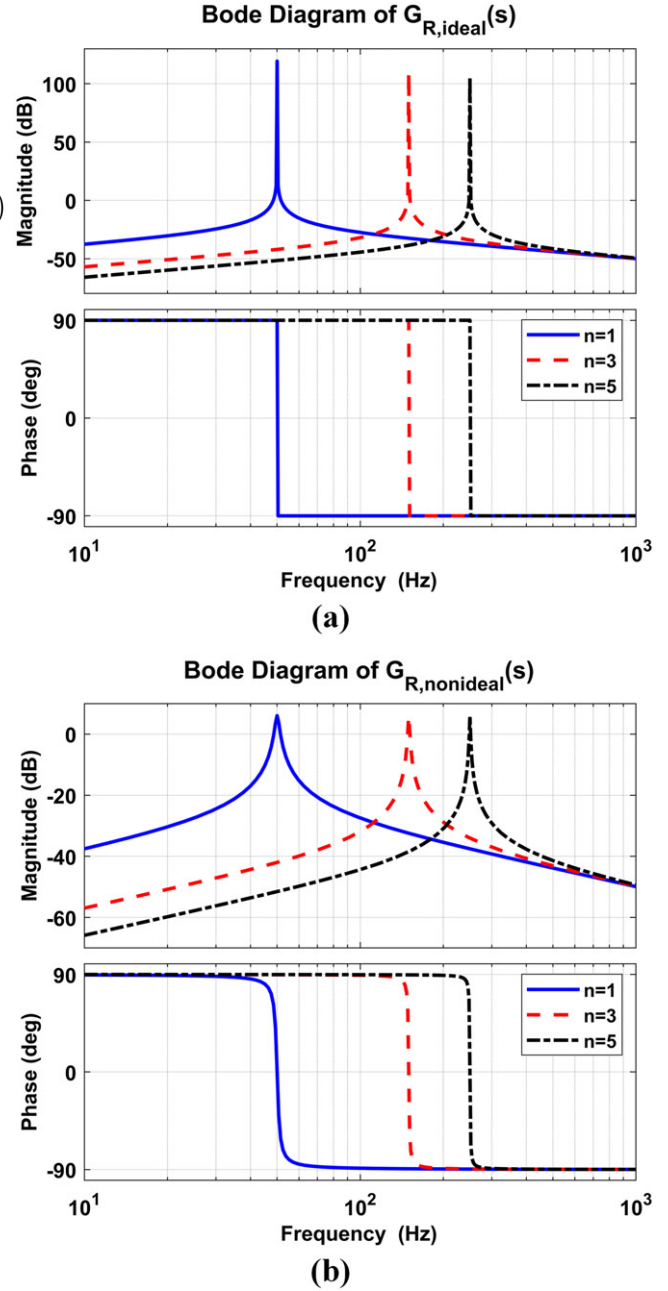 Bode Diagram of G_R,ideal(s)
Magnitude (dB)
100
50
0
-50
)
Phase (deg)
90
0
-90
n=1
n=3
n=5
10^1
10^2
10^3
Frequency (Hz)
(a)
Bode Diagram of G_R,nonideal(s)
Magnitude (dB)
0
-20
-40
-60
Phase (deg)
90
0
-90
n=1
n=3
n=5
10^1
10^2
10^3
Frequency (Hz)
(b)